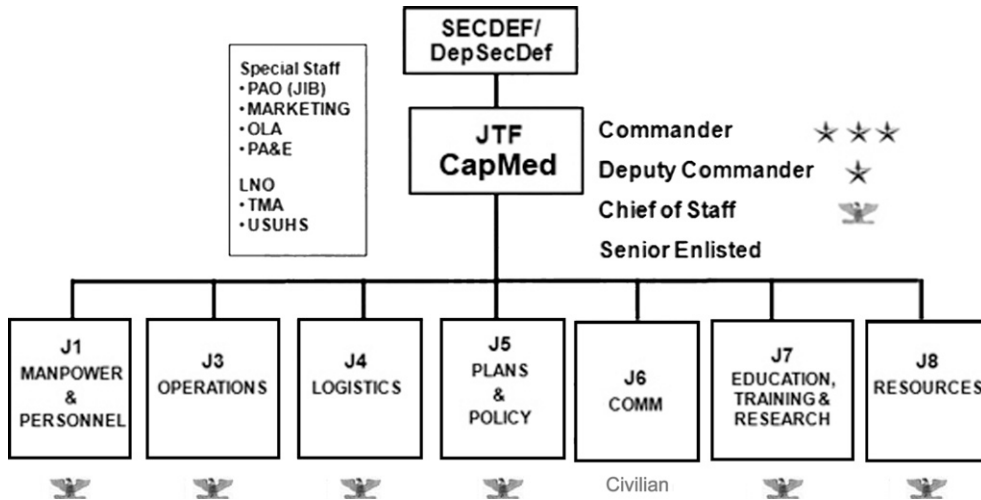 SECDEF/
DepSecDef
Special Staff
•PAO (JIB)
•MARKETING
•OLA
•PA&E
LNO
•TMA
•USUHS
JTF
CapMed
Commander
Deputy Commander
Chief of Staff
Senior Enlisted
J1
MANPOWER
&
PERSONNEL
J3
OPERATIONS
J4
LOGISTICS
J5
PLANS
&
POLICY
J6
COMM
J7
EDUCATION,
TRAINING &
RESEARCH
J8
RESOURCES
Civilian